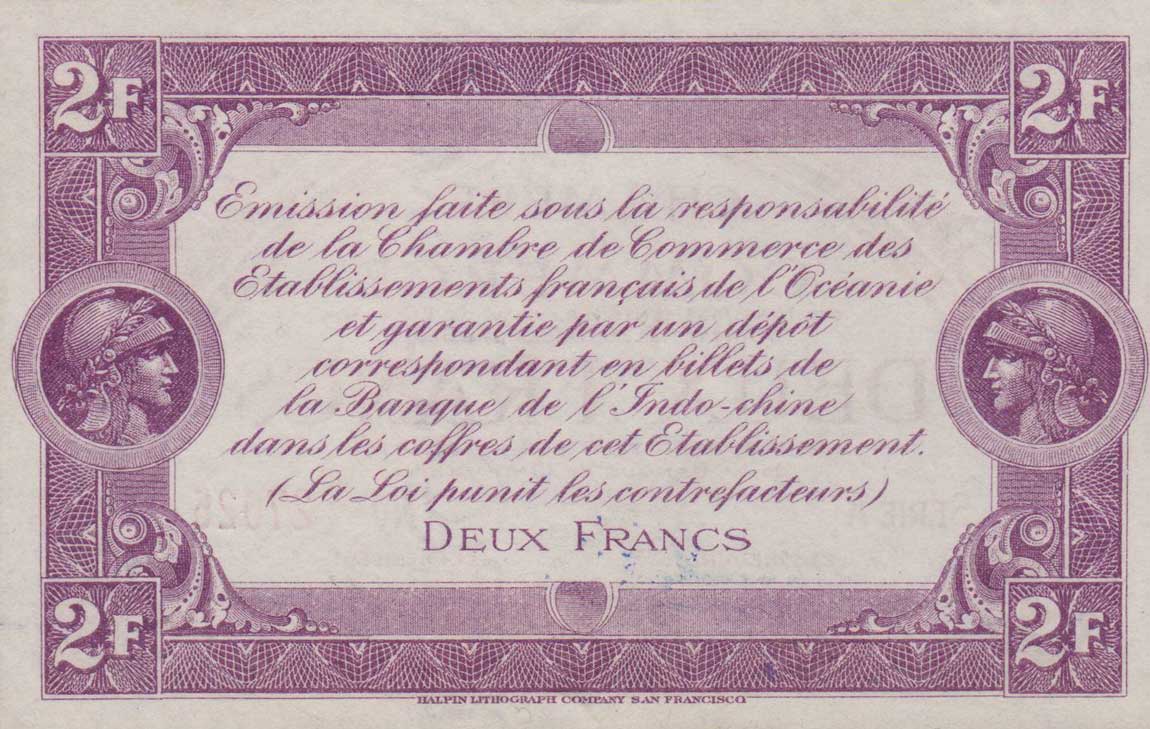 2F 2F
Emission faite sous la responsabilité
de la Chambre de Commerce des
Etablissements français de l'Océanie
et garantie par un dépôt
correspondant en billets de
la Banque de l'Indo-chine
dans les coffres de cet Etablissement.
(La Loi punit les contrefacteurs)
DEUX FRANCS
2F 2F
HALPIN LITHOGRAPH COMPANY SAN FRANCISCO